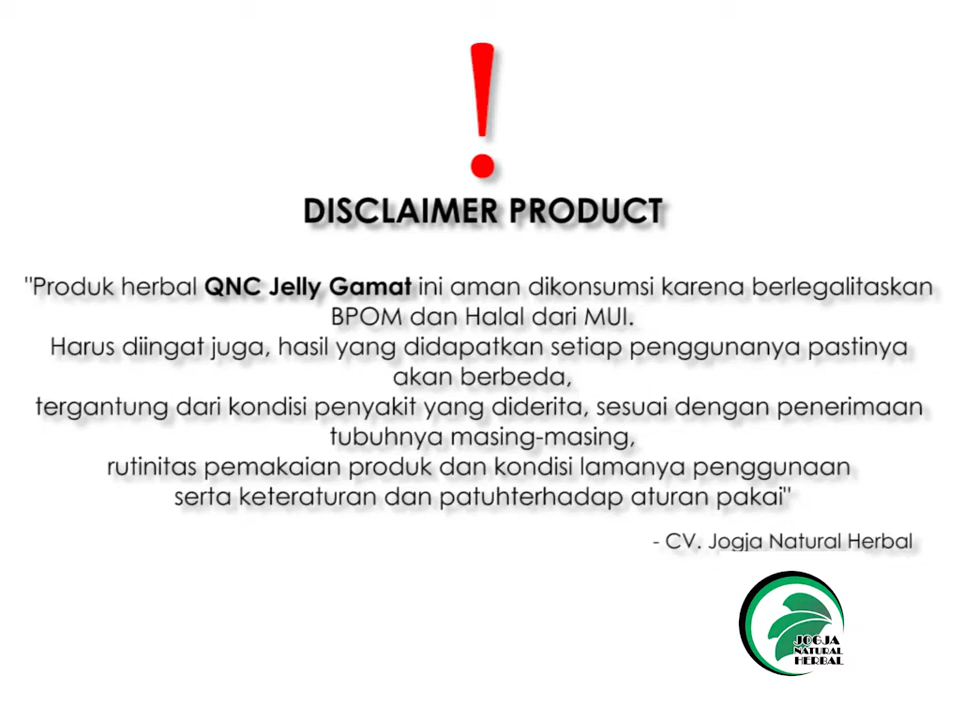 !
DISCLAIMER PRODUCT
"Produk herbal QNC Jelly Gamat ini aman dikonsumsi karena berlegalitaskan
BPOM dan Halal dari MUI.
Harus diingat juga, hasil yang didapatkan setiap penggunanya pastinya
akan berbeda,
tergantung dari kondisi penyakit yang diderita, sesuai dengan penerimaan
tubuhnya masing-masing,
rutinitas pemakaian produk dan kondisi lamanya penggunaan
serta keteraturan dan patuhterhadap aturan pakai"
- CV. Jogja Natural Herbal
JOGJA
NATURAL
HERBAL